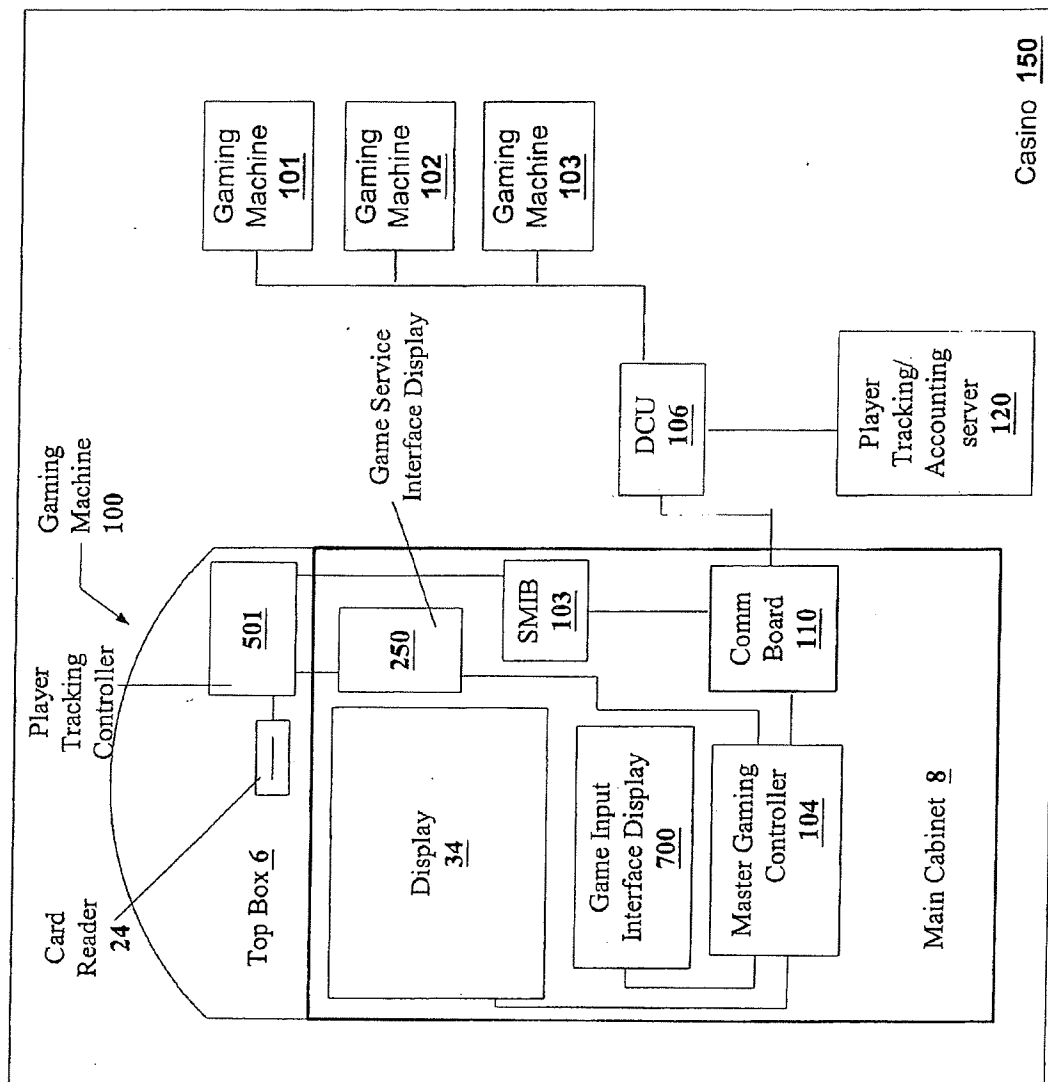 Gaming
Machine
100
Player
Tracking
Controller
Card
Reader
24
501
Top Box 6
Game Service
Interface Display
250
Display
34
SMIB
103
Game Input
Interface Display
700
Master Gaming
Controller
104
Comm
Board
110
Main Cabinet 8
Gaming
Machine
101
Gaming
Machine
102
Gaming
Machine
103
DCU
106
Player
Tracking/
Accounting
server
120
Casino 150